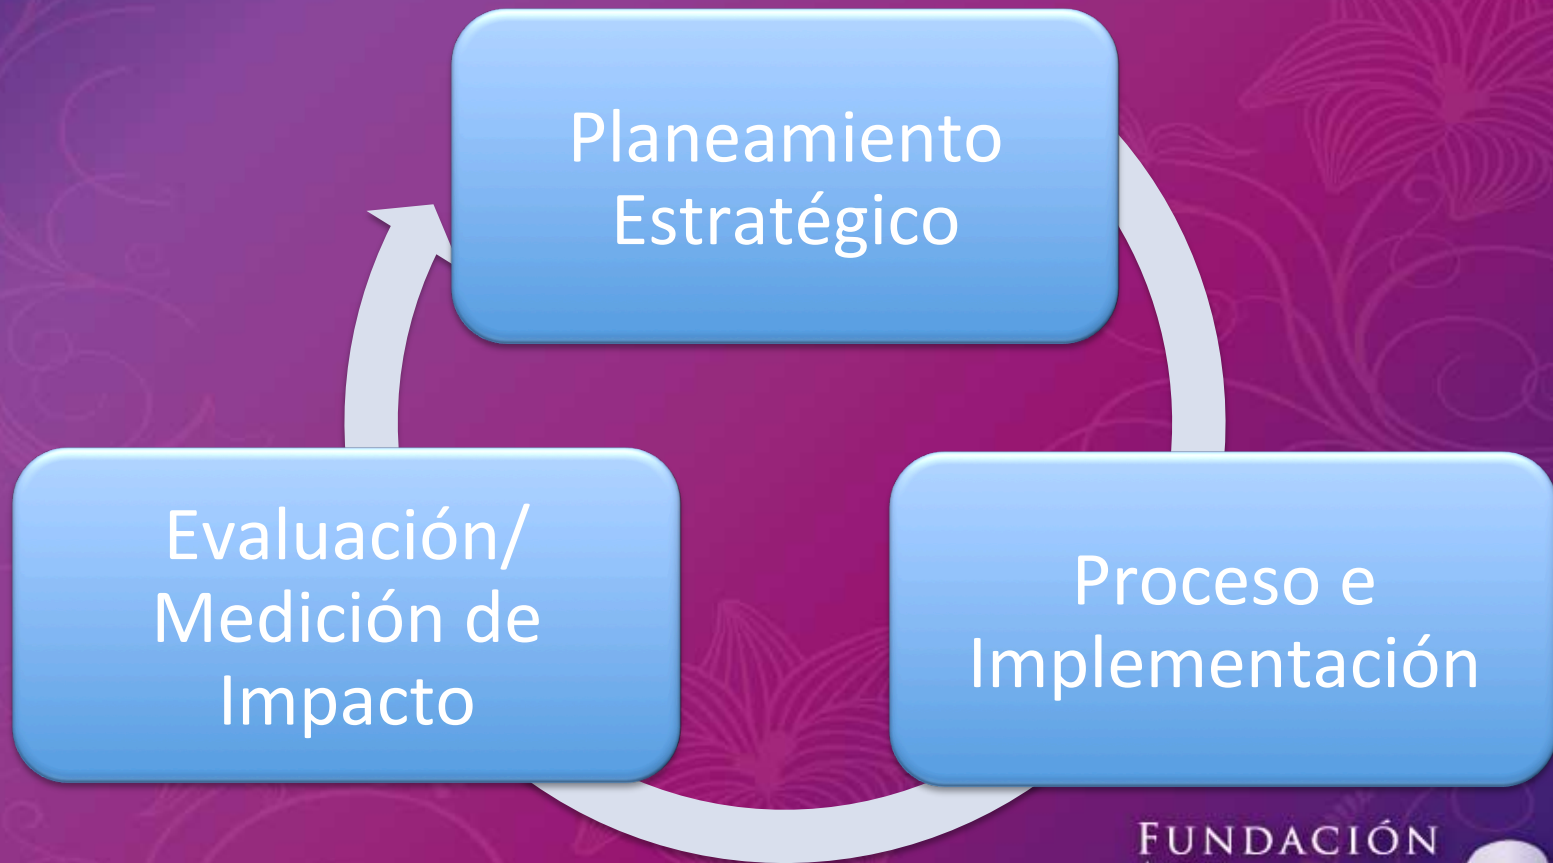 Planeamiento
Estratégico
Evaluación/
Medición de
Impacto
Proceso e
Implementación
FUNDACIÓN